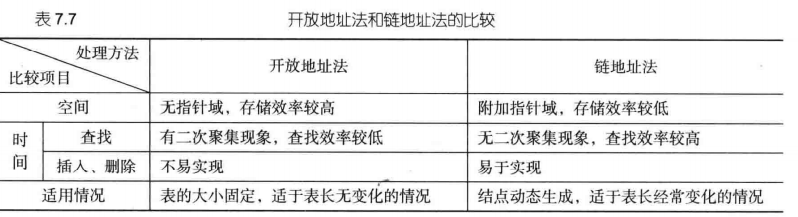 表 7.7 开放地址法和链地址法的比较
处理方法
比较项目
开放地址法 链地址法
空间 无指针域，存储效率较高 附加指针域，存储效率较低
时间 查找 有二次聚集现象，查找效率较低 无二次聚集现象，查找效率较高
插入、删除 不易实现 易于实现
适用情况 表的大小固定，适于表长无变化的情况 结点动态生成，适于表长经常变化的情况